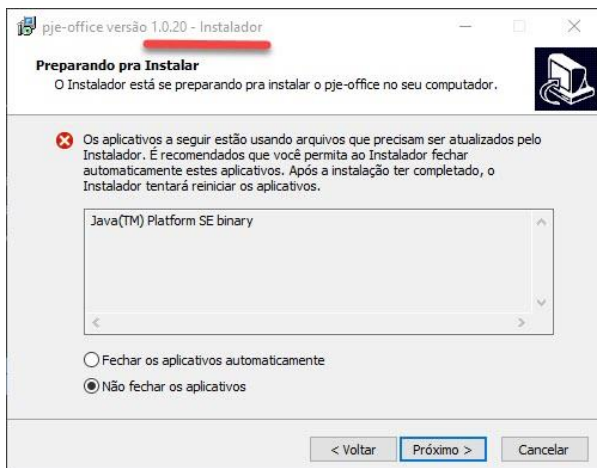 pje-office versão 1.0.20 - Instalador
Preparando pra Instalar
O Instalador está se preparando pra instalar o pje-office no seu computador.
Os aplicativos a seguir estão usando arquivos que precisam ser atualizados pelo
Instalador. É recomendados que você permita ao Instalador fechar
automaticamente estes aplicativos. Após a instalação ter completado, o
Instalador tentará reiniciar os aplicativos.
Java(TM) Platform SE binary
Fechar os aplicativos automaticamente
Não fechar os aplicativos
< Voltar
Próximo >
Cancelar